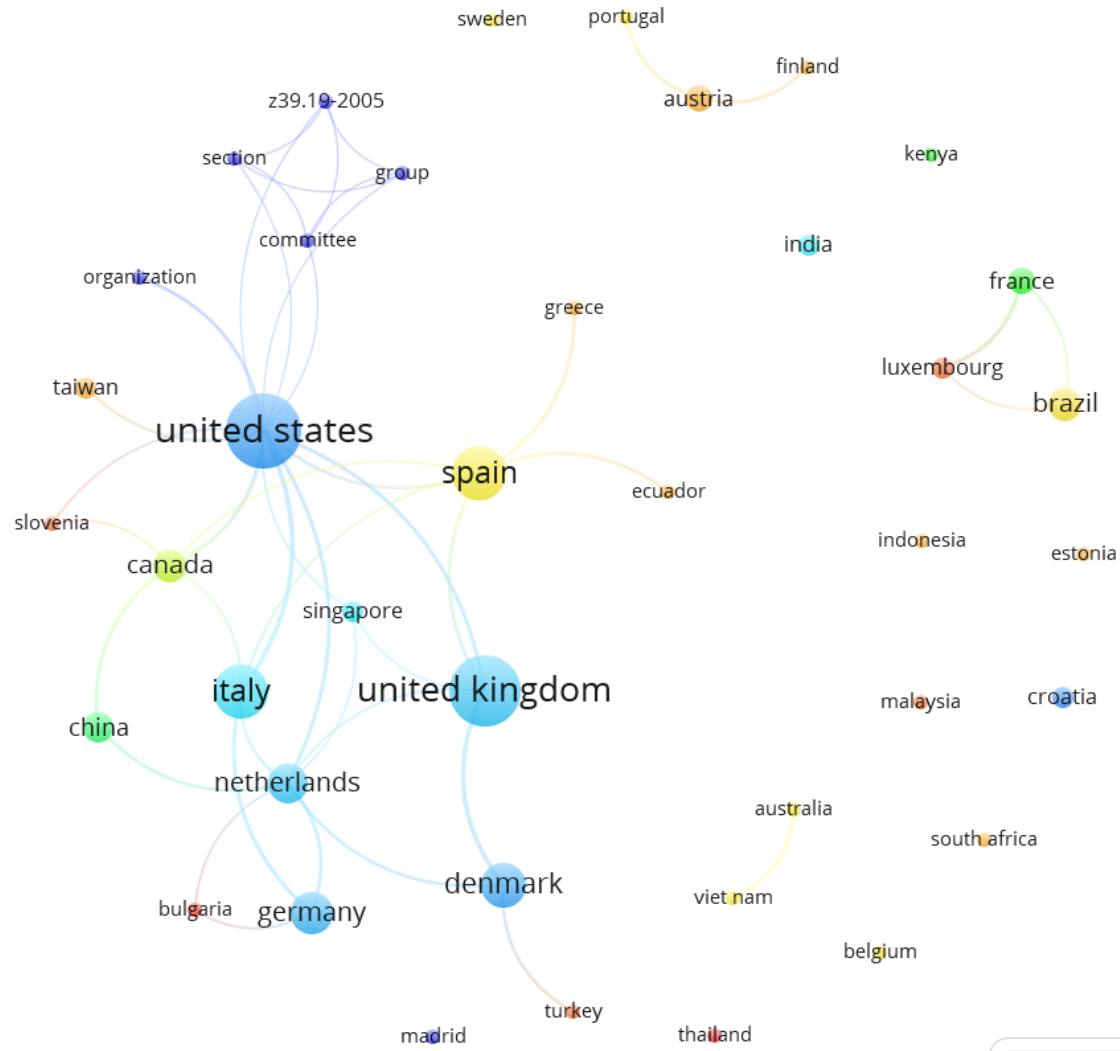 sweden
portugal
finland
austria
z39.19-2005
section
group
kenya
committee
india
organization
france
greece
luxembourg
taiwan
brazil
united states
spain
ecuador
slovenia
indonesia
estonia
canada
singapore
italy
united kingdom
malaysia
croatia
china
netherlands
australia
south africa
denmark
viet nam
bulgaria
germany
belgium
turkey
madrid
thailand